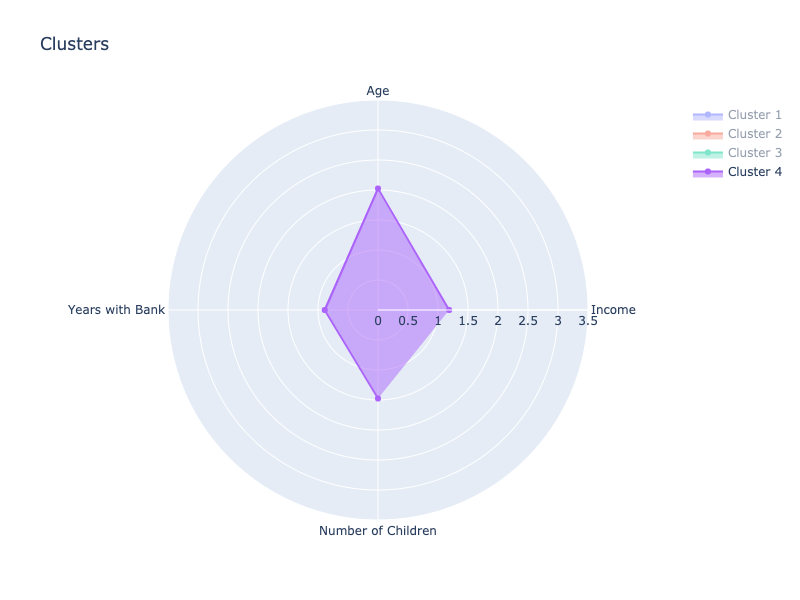 Clusters
Age
Cluster 1
Cluster 2
Cluster 3
Cluster 4
Years with Bank
Income
0 0.5 1 1.5 2 2.5 3 3.5
Number of Children